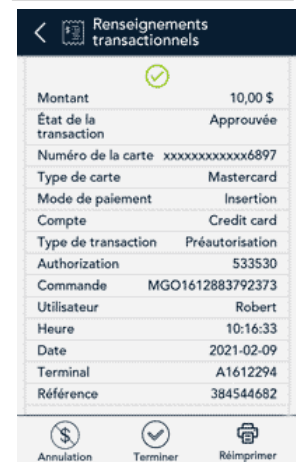 Renseignements
transactionnels
Montant 10,00 $
État de la
transaction Approuvée
Numéro de la carte xxxxxxxxxxxx6897
Type de carte Mastercard
Mode de paiement Insertion
Compte Credit card
Type de transaction Préautorisation
Authorization 533530
Commande MGO1612883792373
Utilisateur Robert
Heure 10:16:33
Date 2021-02-09
Terminal A1612294
Référence 384544682
Annulation Terminer Réimprimer